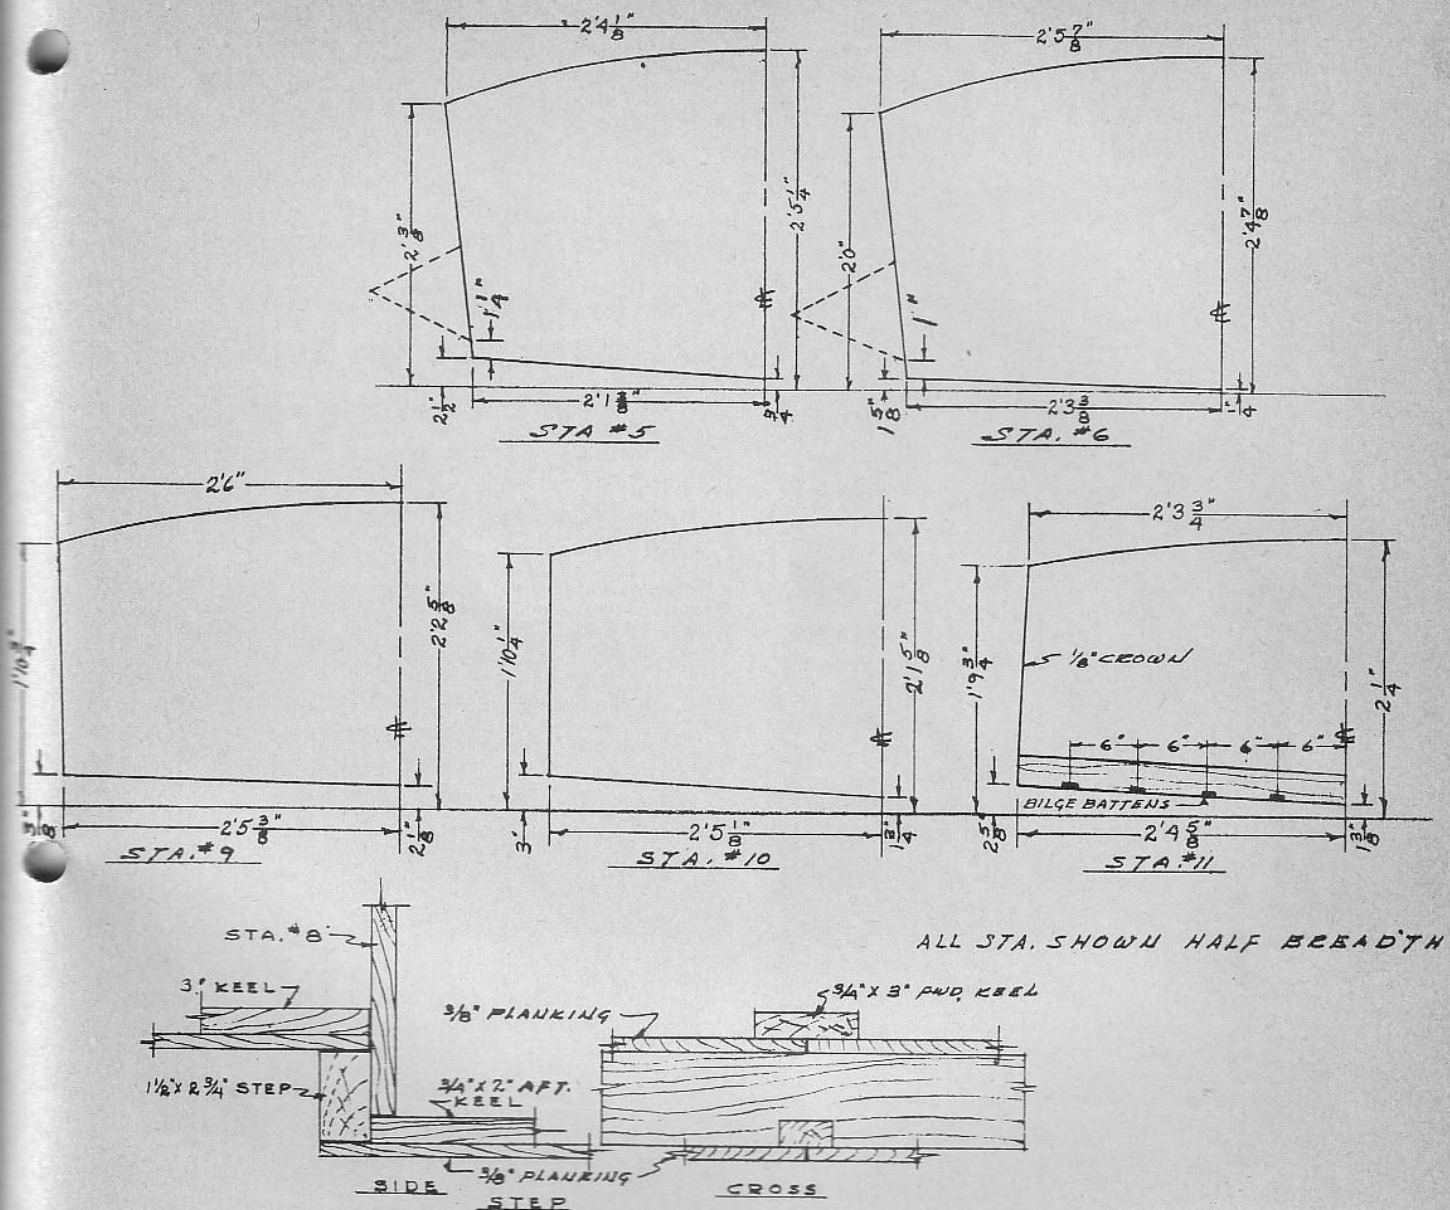 2'4 1/8"
2'5 7/8"
2' 3/8"
1 1/4"
2'5 1/4"
2'0"
1"
2'4 7/8"
2 1/2"
3/4
1 5/8"
2'3 3/8
1/4
STA #5
STA. #6
2'6"
2'3 3/4"
2'2 5/8"
1'10 1/4"
2'1 5/8"
1'9 3/4"
5 1/8" CROWN
2 1/4"
6" 6" 6" 6"
BILGE BATTENS
2'5 3/8"
2 1/8"
3"
2'5 1/8"
1 3/4"
2 5/8"
2'4 5/8"
1 3/8"
STA. #9
STA. #10
STA. #11
STA. #8
ALL STA. SHOWN HALF BREADTH
3" KEEL
3/8" PLANKING
3/4" X 3" FWD. KEEL
1 1/2" X 2 3/4" STEP
3/4" X 2" AFT.
KEEL
3/8" PLANKING
SIDE
STEP
CROSS